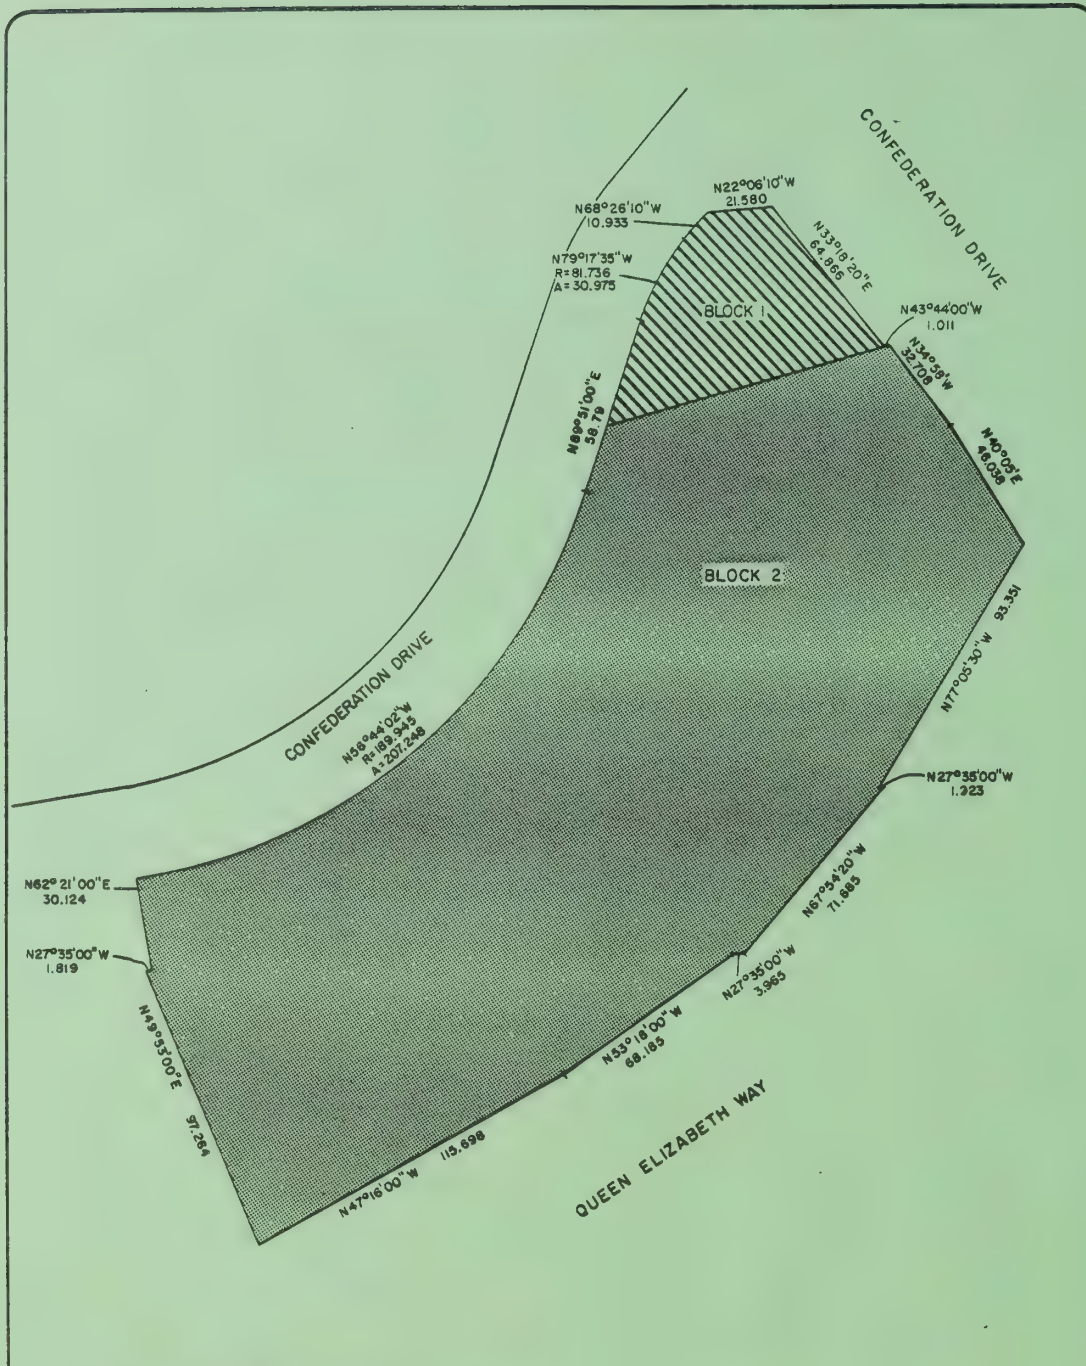 CONFEDERATION DRIVE
N22°06'10"W
21.580
N68°26'10"W
10.933
N33°18'20"E
64.866
N79°17'35"W
R=81.736
A=30.975
BLOCK 1
N43°44'00"W
1.011
N34°58'W
32.708
N89°51'00"E
58.79
N40°05'E
46.038
BLOCK 2
93.351
N77°05'30"W
CONFEDERATION DRIVE
N56°44'02"W
R=189.945
A=207.248
N27°35'00"W
1.923
N67°54'20"W
71.685
N62°21'00"E
30.124
N27°35'00"W
1.819
N27°35'00"W
3.965
N49°53'00"E
97.264
N53°18'00"W
68.185
115.698
N47°16'00"W
QUEEN ELIZABETH WAY